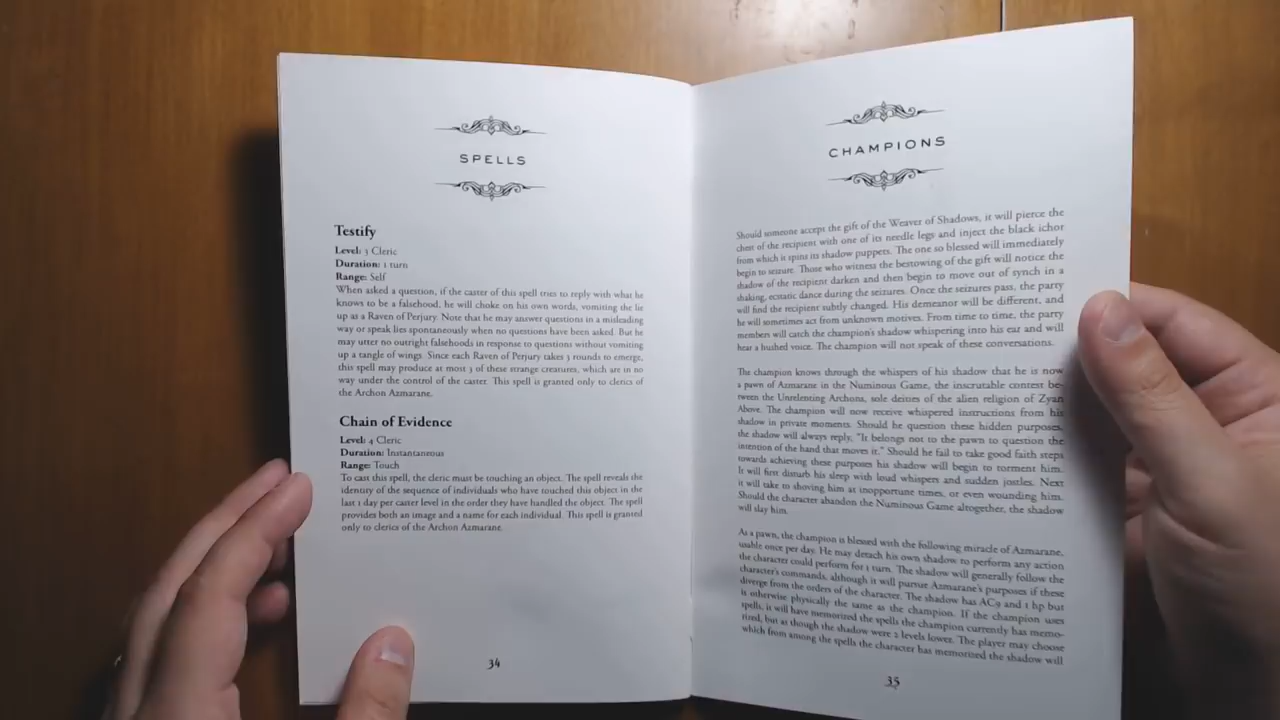 SPELLS
Testify
Level: 3 Cleric
Duration: 1 turn
Range: Self
When asked a question, if the caster of this spell tries to reply with what he
knows to be a falsehood, he will choke on his own words, vomiting the lie
up as a Raven of Perjury. Note that he may answer questions in a misleading
way or speak lies spontaneously when no questions have been asked. But he
may utter no outright falsehoods in response to questions without vomiting
up a tangle of wings. Since each Raven of Perjury takes 3 rounds to emerge,
this spell may produce at most 3 of these strange creatures, which are in no
way under the control of the caster. This spell is granted only to clerics of
the Archon Azmarane.
Chain of Evidence
Level: 4 Cleric
Duration: Instantaneous
Range: Touch
To cast this spell, the cleric must be touching an object. The spell reveals the
identity of the sequence of individuals who have touched this object in the
last 1 day per caster level in the order they have handled the object. The spell
provides both an image and a name for each individual. This spell is granted
only to clerics of the Archon Azmarane.
34
CHAMPIONS
Should someone accept the gift of the Weaver of Shadows, it will pierce the
chest of the recipient with one of its needle legs and inject the black ichor
from which it spins its shadow puppets. The one so blessed will immediately
begin to seizure. Those who witness the bestowing of the gift will notice the
shadow of the recipient darken and then begin to move out of synch in a
shaking, ecstatic dance during the seizures. Once the seizures pass, the party
will find the recipient subtly changed. His demeanor will be different, and
he will sometimes act from unknown motives. From time to time, the party
members will catch the champion's shadow whispering into his ear and will
hear a hushed voice. The champion will not speak of these conversations.
The champion knows through the whispers of his shadow that he is now
a pawn of Azmarane in the Numinous Game, the inscrutable contest be-
tween the Unrelenting Archons, sole deities of the alien religion of Zyan
Above. The champion will now receive whispered instructions from his
shadow in private moments. Should he question these hidden purposes,
the shadow will always reply, "It belongs not to the pawn to question the
intention of the hand that moves it." Should he fail to take good faith steps
towards achieving these purposes his shadow will begin to torment him.
It will first disturb his sleep with loud whispers and sudden jostles. Next
it will take to shoving him at inopportune times, or even wounding him.
Should the character abandon the Numinous Game altogether, the shadow
will slay him.
As a pawn, the champion is blessed with the following miracle of Azmarane,
usable once per day. He may detach his own shadow to perform any action
the character could perform for 1 turn. The shadow will generally follow the
character's commands, although it will pursue Azmarane's purposes if these
diverge from the orders of the character. The shadow has AC9 and 1 hp but
is otherwise physically the same as the champion. If the champion uses
spells, it will have memorized the spells the champion currently has memo-
rized, but as though the shadow were 2 levels lower. The player may choose
which from among the spells the character has memorized the shadow will
35